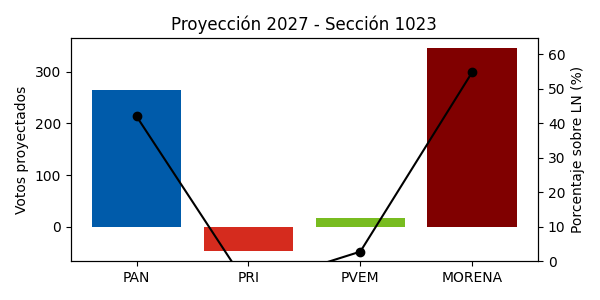 Proyección 2027 - Sección 1023
Votos proyectados
300
200
100
0
PAN
PRI
PVEM
MORENA
60
50
40
30
20
10
0
Porcentaje sobre LN (%)